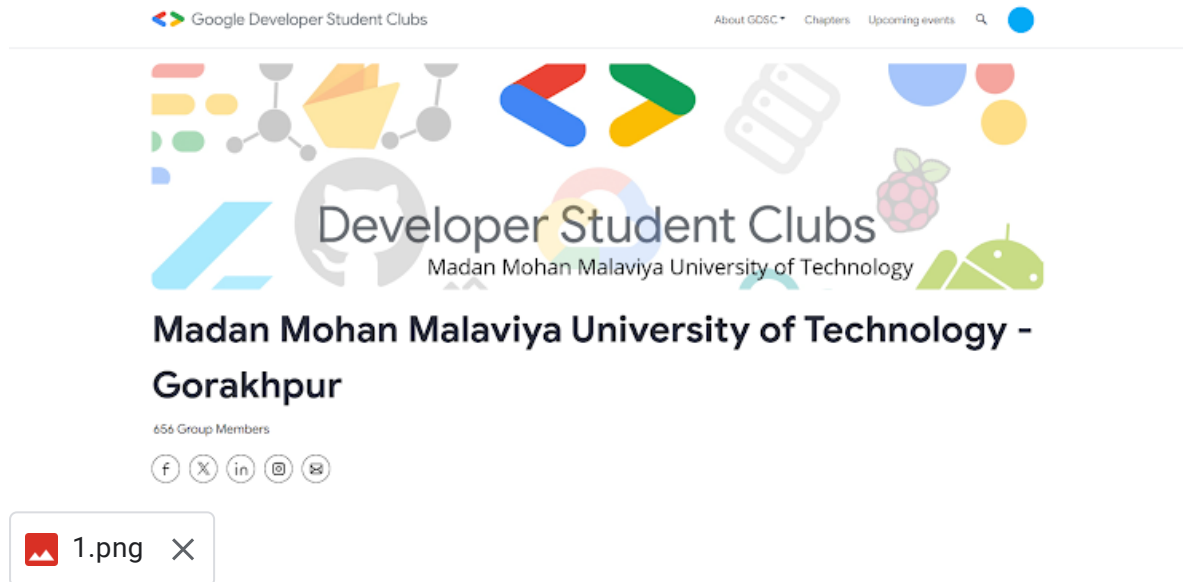 Google Developer Student Clubs
About GDSC Chapters Upcoming events
Developer Student Clubs
Madan Mohan Malaviya University of Technology
Madan Mohan Malaviya University of Technology -
Gorakhpur
656 Group Members
f X in
1.png